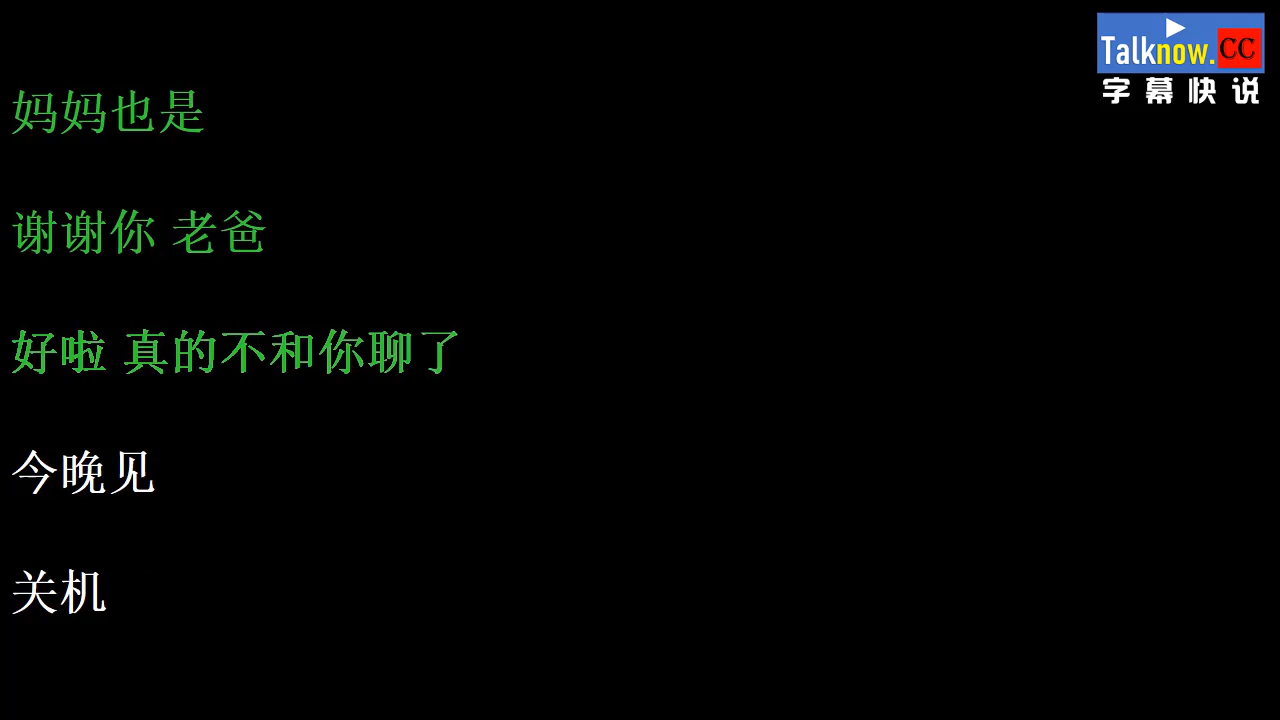 Talknow.CC
字幕快说
妈妈也是
谢谢你 老爸
好啦 真的不和你聊了
今晚见
关机